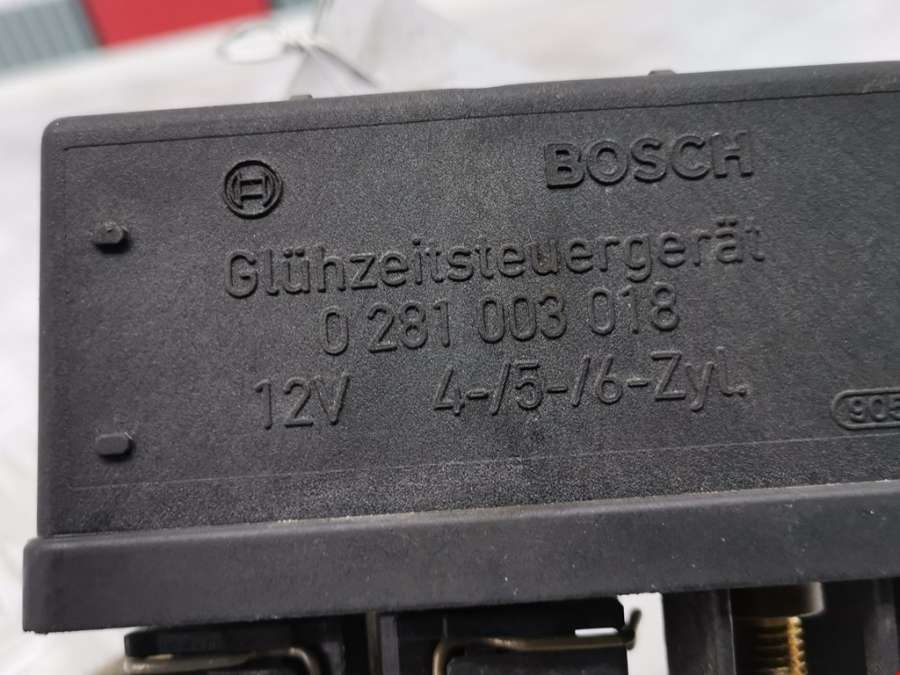 BOSCH
Glühzeitsteuergerät
0 281 003 018
12V 4-/5-/6-Zyl.